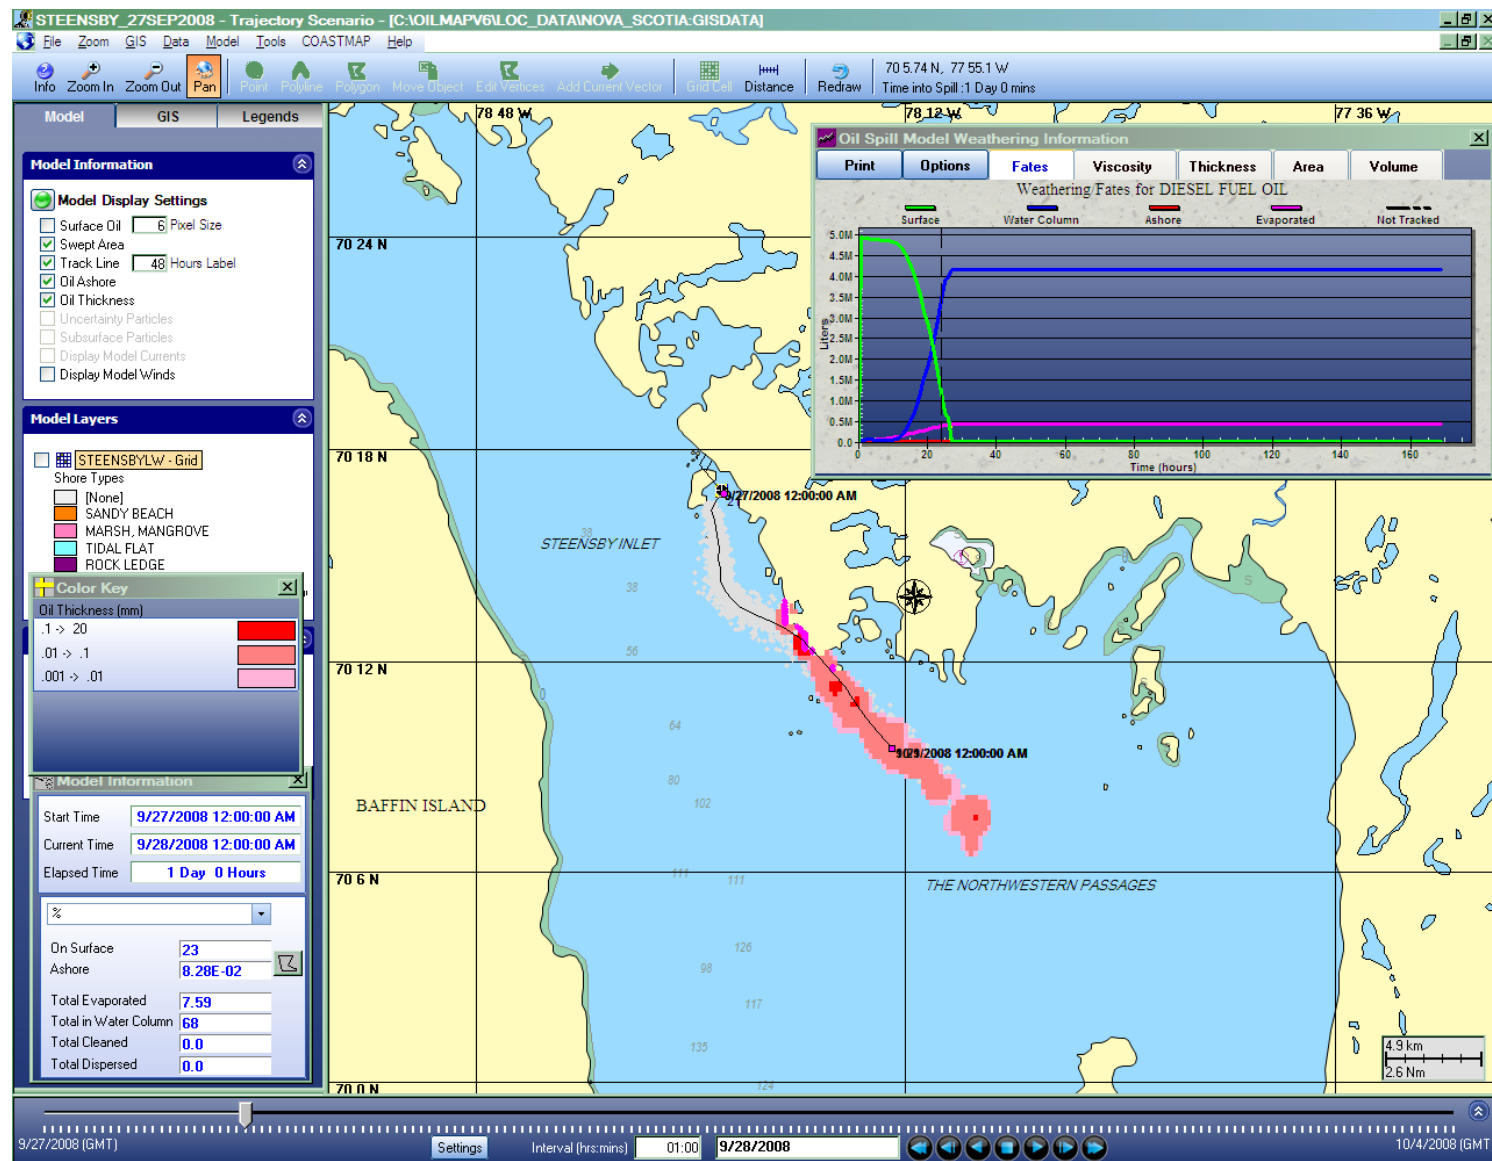 STEENSBY_27SEP2008 - Trajectory Scenario - [C:\OILMAPV6\LOC_DATA\NOVA_SCOTIA:GISDATA]
File Zoom GIS Data Model Tools COASTMAP Help
Info Zoom In Zoom Out Pan Point Polyline Polygon Move Object Edit Vertices Add Current Vector Grid Cell Distance Redraw
70 5.74 N, 77 55.1 W
Time into Spill :1 Day 0 mins
Model GIS Legends
Model Information
Model Display Settings
Surface Oil 6 Pixel Size
Swept Area
Track Line 48 Hours Label
Oil Ashore
Oil Thickness
Uncertainty Particles
Subsurface Particles
Display Model Currents
Display Model Winds
Model Layers
STEENSBYLW - Grid
Shore Types
[None]
SANDY BEACH
MARSH, MANGROVE
TIDAL FLAT
ROCK LEDGE
Color Key
Oil Thickness (mm)
.1 -> 20
.01 -> .1
.001 -> .01
Model Information
Start Time 9/27/2008 12:00:00 AM
Current Time 9/28/2008 12:00:00 AM
Elapsed Time 1 Day 0 Hours
%
On Surface 23
Ashore 8.28E-02
Total Evaporated 7.59
Total in Water Column 68
Total Cleaned 0.0
Total Dispersed 0.0
78 48 W
78 12 W
77 36 W
70 24 N
70 18 N
70 12 N
70 6 N
70 0 N
Oil Spill Model Weathering Information
Print Options Fates Viscosity Thickness Area Volume
Weathering/Fates for DIESEL FUEL OIL
Surface Water Column Ashore Evaporated Not Tracked
5.0M
4.5M
4.0M
3.5M
3.0M
2.5M
2.0M
1.5M
1.0M
0.5M
0.0
Liters
0 20 40 60 80 100 120 140 160
Time (hours)
9/27/2008 12:00:00 AM
STEENSBY INLET
38
38
56
64
80
102
111
111
126
98
117
135
124
S
BAFFIN ISLAND
THE NORTHWESTERN PASSAGES
4.9 km
2.6 Nm
9/27/2008 (GMT)
Settings Interval (hrs:mins) 01:00 9/28/2008
10/4/2008 (GMT